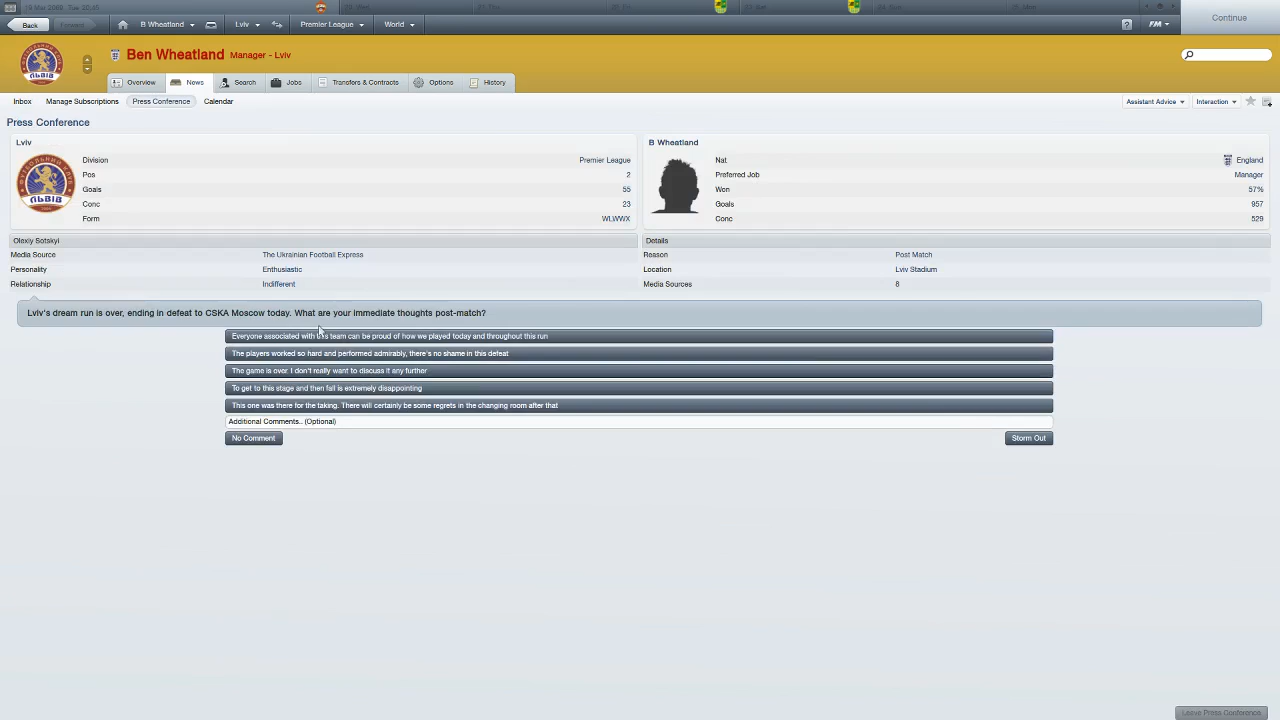 B Wheatland
Lviv
Premier League
World
FM
Back
Continue
Ben Wheatland Manager - Lviv
ЛЬВІВ
Overview
News
Search
Jobs
Transfers & Contracts
Options
History
Inbox
Manage Subscriptions
Press Conference
Calendar
Assistant Advice
Interaction
Press Conference
Lviv
Division Premier League
Pos 2
Goals 55
Conc 23
Form WLWWX
ЛЬВІВ
B Wheatland
Nat England
Preferred Job Manager
Won 57%
Goals 957
Conc 529
Olexiy Sotskyi
Media Source The Ukrainian Football Express
Personality Enthusiastic
Relationship Indifferent
Details
Reason Post Match
Location Lviv Stadium
Media Sources 8
Lviv's dream run is over, ending in defeat to CSKA Moscow today. What are your immediate thoughts post-match?
Everyone associated with this team can be proud of how we played today and throughout this run
The players worked so hard and performed admirably, there's no shame in this defeat
The game is over. I don't really want to discuss it any further
To get to this stage and then fall is extremely disappointing
This one was there for the taking. There will certainly be some regrets in the changing room after that
Additional Comments.. (Optional)
No Comment
Storm Out
Leave Press Conference